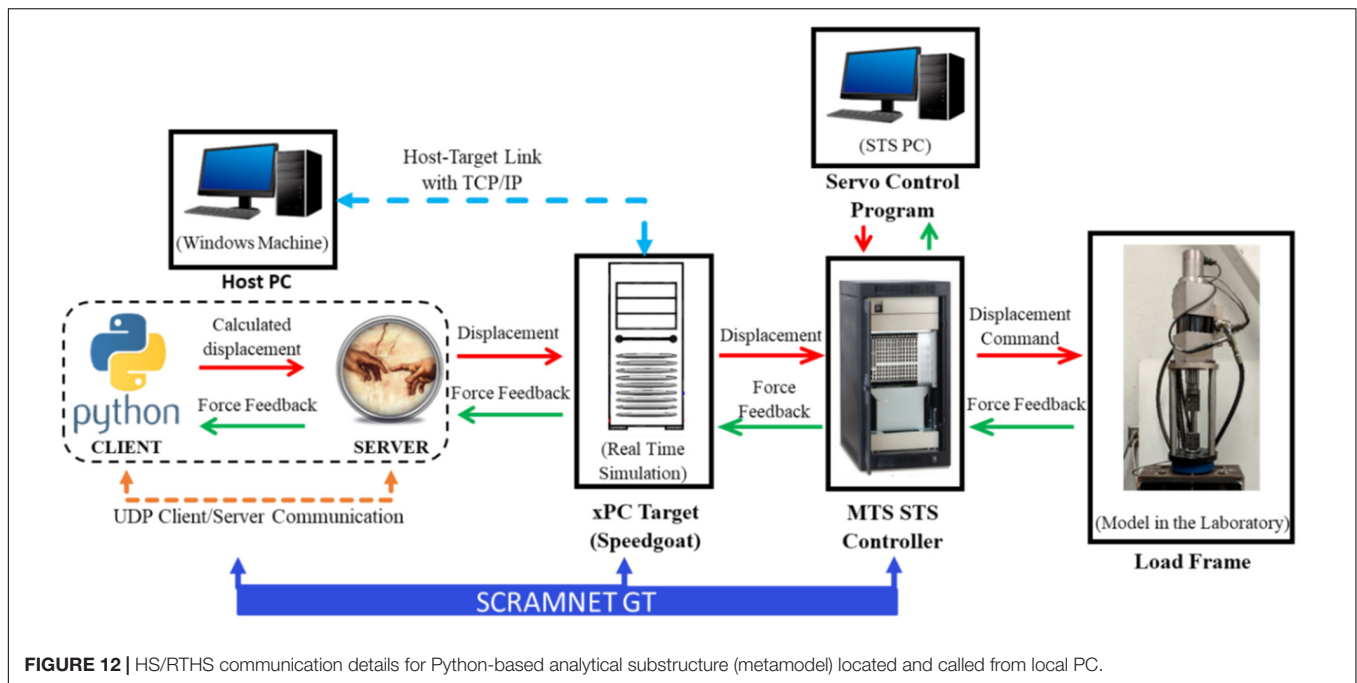 (STS PC)
Servo Control
Program
Host-Target Link
with TCP/IP
(Windows Machine)
Host PC
Calculated
displacement
Force Feedback
python
CLIENT
SERVER
UDP Client/Server Communication
Displacement
Force Feedback
(Real Time
Simulation)
xPC Target
(Speedgoat)
Displacement
Force
Feedback
MTS STS
Controller
Displacement
Command
Force Feedback
(Model in the Laboratory)
Load Frame
SCRAMNET GT
FIGURE 12 | HS/RTHS communication details for Python-based analytical substructure (metamodel) located and called from local PC.